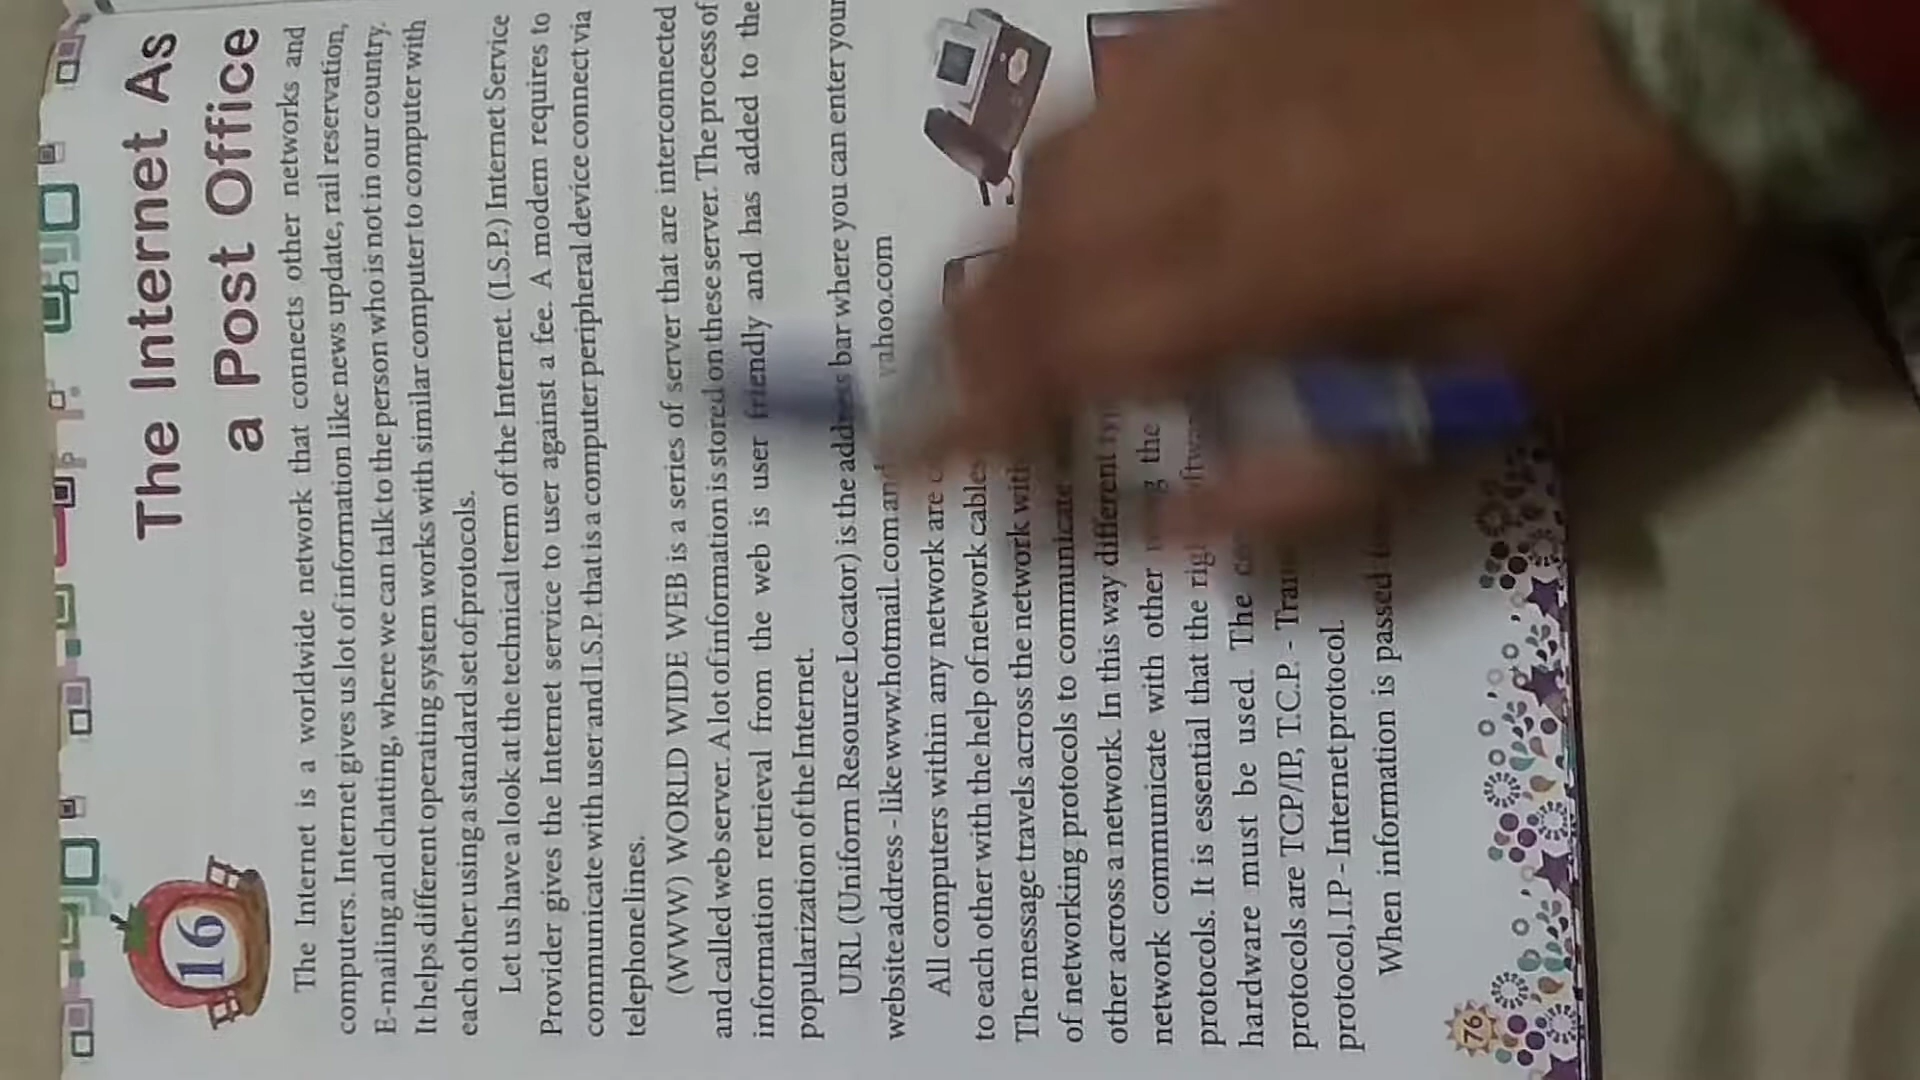 16
The Internet As
a Post Office
The Internet is a worldwide network that connects other networks and
computers. Internet gives us lot of information like news update, rail reservation,
E-mailing and chatting, where we can talk to the person who is not in our country.
It helps different operating system works with similar computer to computer with
each other using a standard set of protocols.
Let us have a look at the technical term of the Internet. (I.S.P.) Internet Service
Provider gives the Internet service to user against a fee. A modem requires to
communicate with user and I.S.P. that is a computer peripheral device connect via
telephone lines.
(WWW) WORLD WIDE WEB is a series of server that are interconnected
and called web server. A lot of information is stored on these server. The process of
information retrieval from the web is user friendly and has added to the
popularization of the Internet.
URL (Uniform Resource Locator) is the address bar where you can enter your
website address - like www.hotmail.com and yahoo.com
All computers within any network are
to each other with the help of network cables
The message travels across the network
of networking protocols to communicate
other across a network. In this way different
network communicate with other the
protocols. It is essential that the
hardware must be used. The
protocols are TCP/IP, T.C.P. -
protocol, I.P - Internet protocol.
When information is passed
76